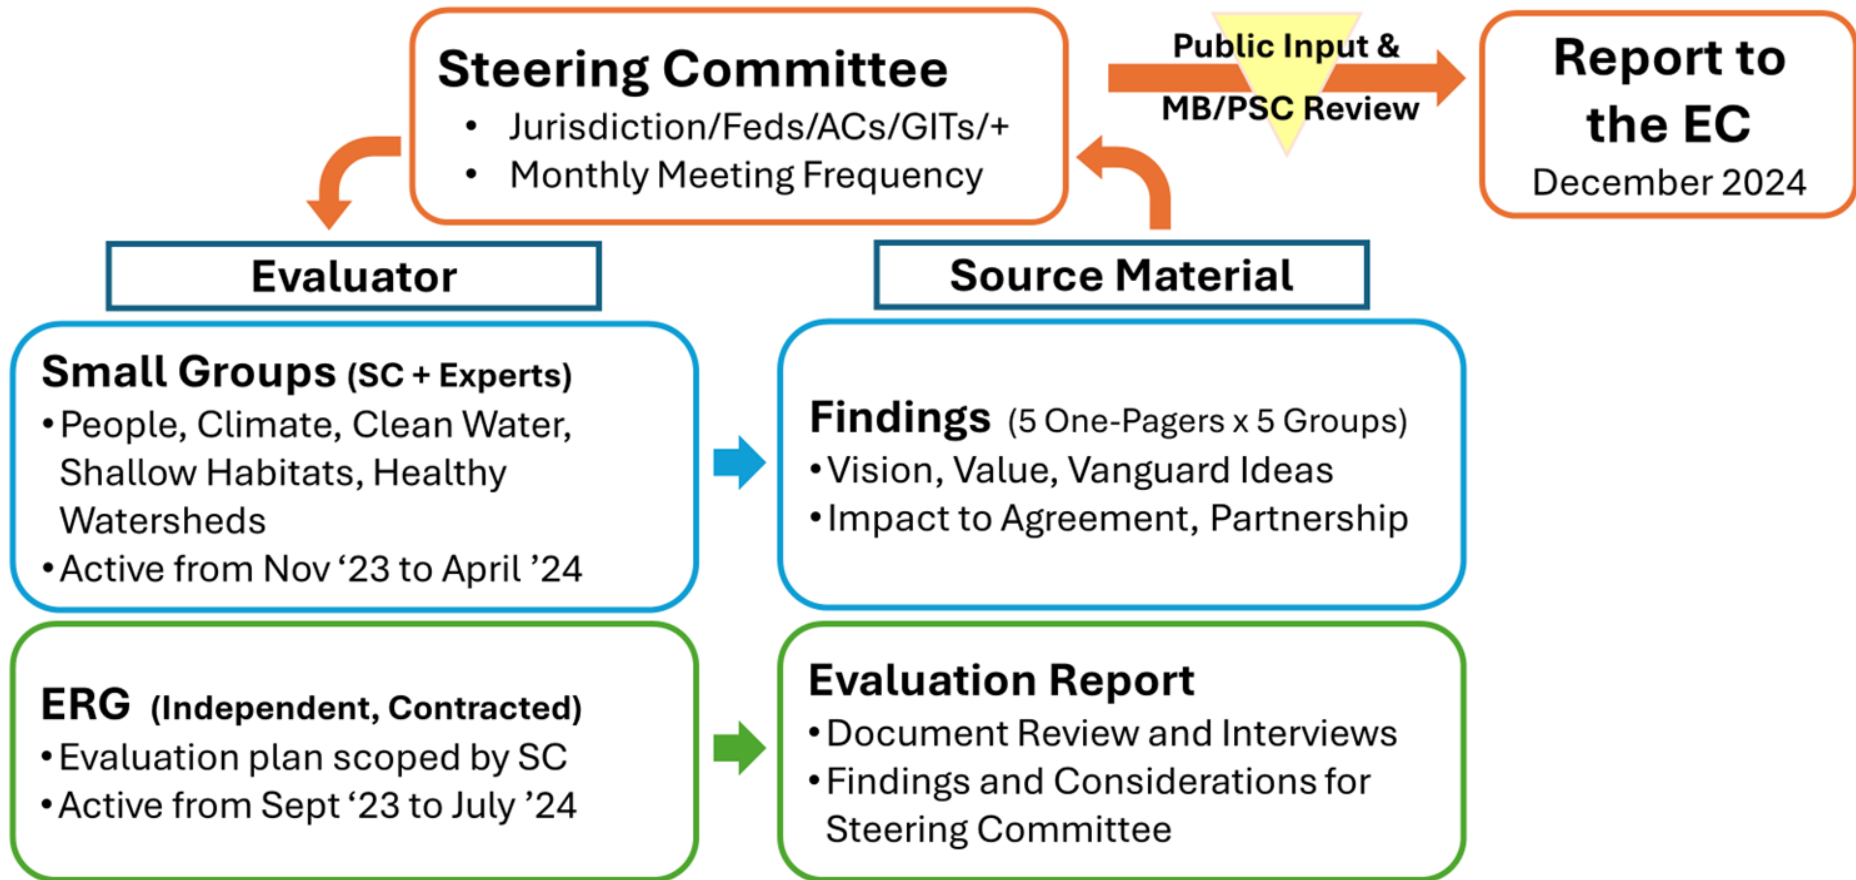 Steering Committee
• Jurisdiction/Feds/ACs/GITs/+
• Monthly Meeting Frequency
Public Input &
MB/PSC Review
Report to
the EC
December 2024
Evaluator
Source Material
Small Groups (SC + Experts)
•People, Climate, Clean Water,
Shallow Habitats, Healthy
Watersheds
•Active from Nov ‘23 to April ’24
Findings (5 One-Pagers x 5 Groups)
•Vision, Value, Vanguard Ideas
•Impact to Agreement, Partnership
ERG (Independent, Contracted)
•Evaluation plan scoped by SC
•Active from Sept ‘23 to July ’24
Evaluation Report
•Document Review and Interviews
•Findings and Considerations for
Steering Committee